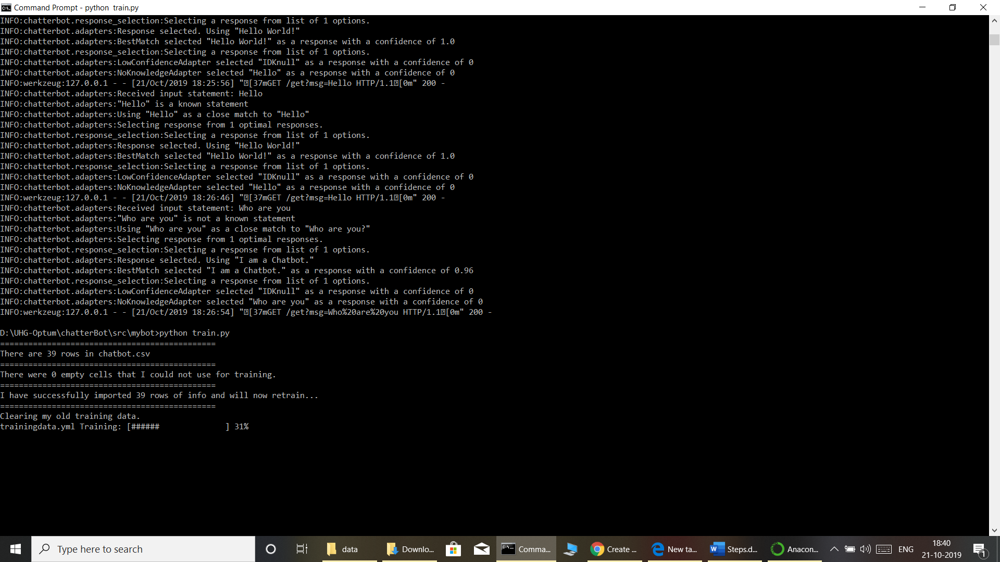 Command Prompt - python  train.py
INFO:chatterbot.response_selection:Selecting a response from list of 1 options.
INFO:chatterbot.adapters:Response selected. Using "Hello World!"
INFO:chatterbot.adapters:BestMatch selected "Hello World!" as a response with a confidence of 1.0
INFO:chatterbot.response_selection:Selecting a response from list of 1 options.
INFO:chatterbot.adapters:LowConfidenceAdapter selected "IDKnull" as a response with a confidence of 0
INFO:chatterbot.adapters:NoKnowledgeAdapter selected "Hello" as a response with a confidence of 0
INFO:werkzeug:127.0.0.1 - - [21/Oct/2019 18:25:56] "⍰[37mGET /get?msg=Hello HTTP/1.1⍰[0m" 200 -
INFO:chatterbot.adapters:Received input statement: Hello
INFO:chatterbot.adapters:"Hello" is a known statement
INFO:chatterbot.adapters:Using "Hello" as a close match to "Hello"
INFO:chatterbot.adapters:Selecting response from 1 optimal responses.
INFO:chatterbot.response_selection:Selecting a response from list of 1 options.
INFO:chatterbot.adapters:Response selected. Using "Hello World!"
INFO:chatterbot.adapters:BestMatch selected "Hello World!" as a response with a confidence of 1.0
INFO:chatterbot.response_selection:Selecting a response from list of 1 options.
INFO:chatterbot.adapters:LowConfidenceAdapter selected "IDKnull" as a response with a confidence of 0
INFO:chatterbot.adapters:NoKnowledgeAdapter selected "Hello" as a response with a confidence of 0
INFO:werkzeug:127.0.0.1 - - [21/Oct/2019 18:26:46] "⍰[37mGET /get?msg=Hello HTTP/1.1⍰[0m" 200 -
INFO:chatterbot.adapters:Received input statement: Who are you
INFO:chatterbot.adapters:"Who are you" is not a known statement
INFO:chatterbot.adapters:Using "Who are you" as a close match to "Who are you?"
INFO:chatterbot.adapters:Selecting response from 1 optimal responses.
INFO:chatterbot.response_selection:Selecting a response from list of 1 options.
INFO:chatterbot.adapters:Response selected. Using "I am a Chatbot."
INFO:chatterbot.adapters:BestMatch selected "I am a Chatbot." as a response with a confidence of 0.96
INFO:chatterbot.response_selection:Selecting a response from list of 1 options.
INFO:chatterbot.adapters:LowConfidenceAdapter selected "IDKnull" as a response with a confidence of 0
INFO:chatterbot.adapters:NoKnowledgeAdapter selected "Who are you" as a response with a confidence of 0
INFO:werkzeug:127.0.0.1 - - [21/Oct/2019 18:26:54] "⍰[37mGET /get?msg=Who%20are%20you HTTP/1.1⍰[0m" 200 -
D:\UHG-Optum\chatterBot\src\mybot>python train.py
==============================================
There are 39 rows in chatbot.csv
==============================================
There were 0 empty cells that I could not use for training.
==============================================
I have successfully imported 39 rows of info and will now retrain...
==============================================
Clearing my old training data.
trainingdata.yml Training: [######              ] 31%
Type here to search
data
Downlo...
Comma...
Create ...
New ta...
Steps.d...
Anacon...
ENG
18:40
21-10-2019
1